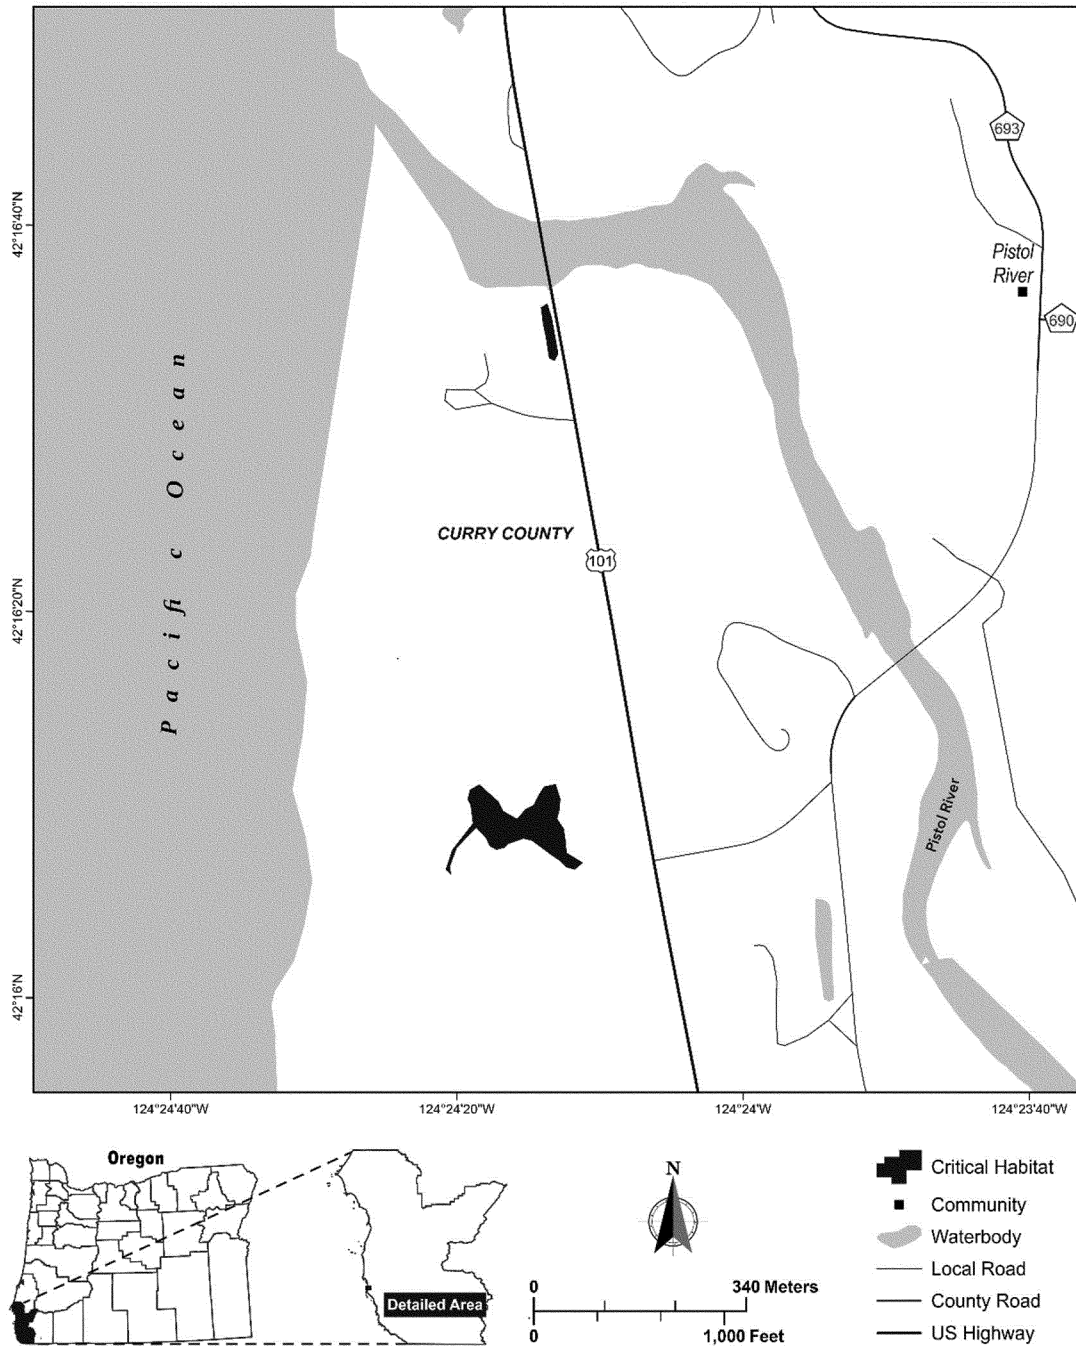 693
42°16'40"N
Pistol
River
690
Pacific Ocean
CURRY COUNTY
101
42°16'20"N
Pistol River
42°16'N
124°24'40"W
124°24'20"W
124°24'W
124°23'40"W
Oregon
Detailed Area
N
0
340 Meters
0
1,000 Feet
Critical Habitat
Community
Waterbody
Local Road
County Road
US Highway